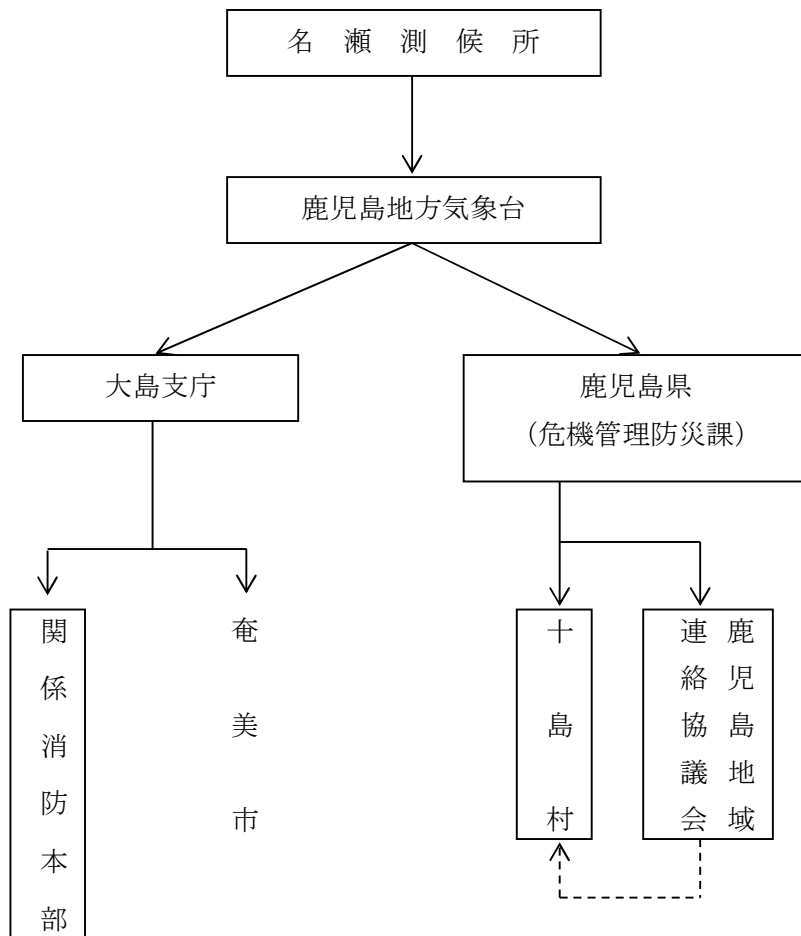 名瀬測候所
鹿児島地方気象台
大島支庁
鹿児島県
（危機管理防災課）
関係消防本部
奄美市
十島村
鹿児島地域
連絡協議会